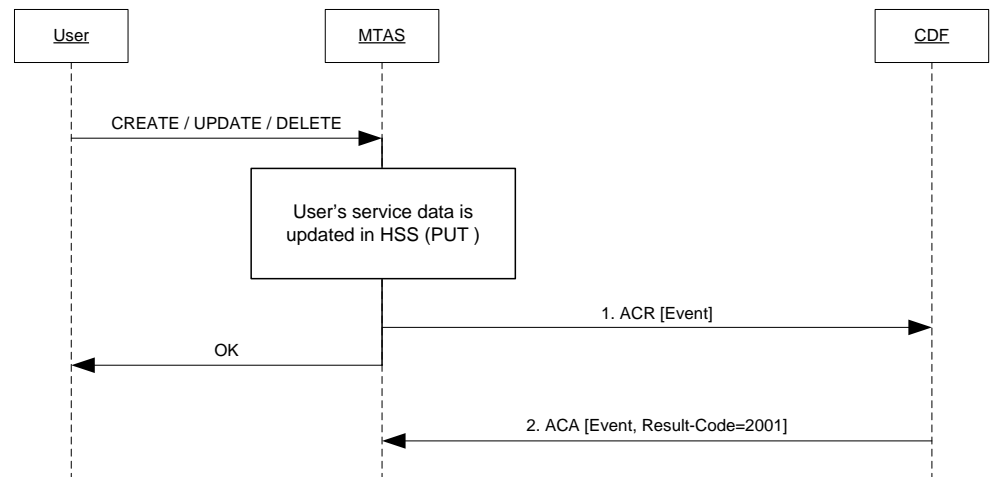 User
MTAS
CDF
CREATE / UPDATE / DELETE
User’s service data is
updated in HSS (PUT )
1. ACR [Event]
OK
2. ACA [Event, Result-Code=2001]